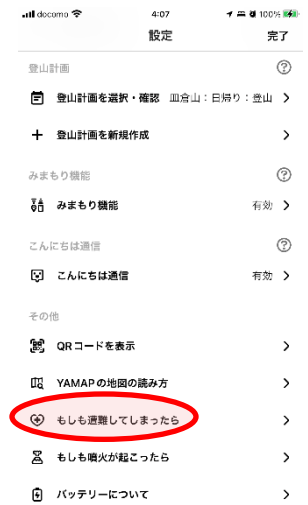 docomo 4:07 100%
設定 完了
登山計画
登山計画を選択・確認 皿倉山：日帰り：登山
登山計画を新規作成
みまもり機能
みまもり機能 有効
こんにちは通信
こんにちは通信 有効
その他
QRコードを表示
YAMAPの地図の読み方
もしも遭難してしまったら
もしも噴火が起こったら
バッテリーについて